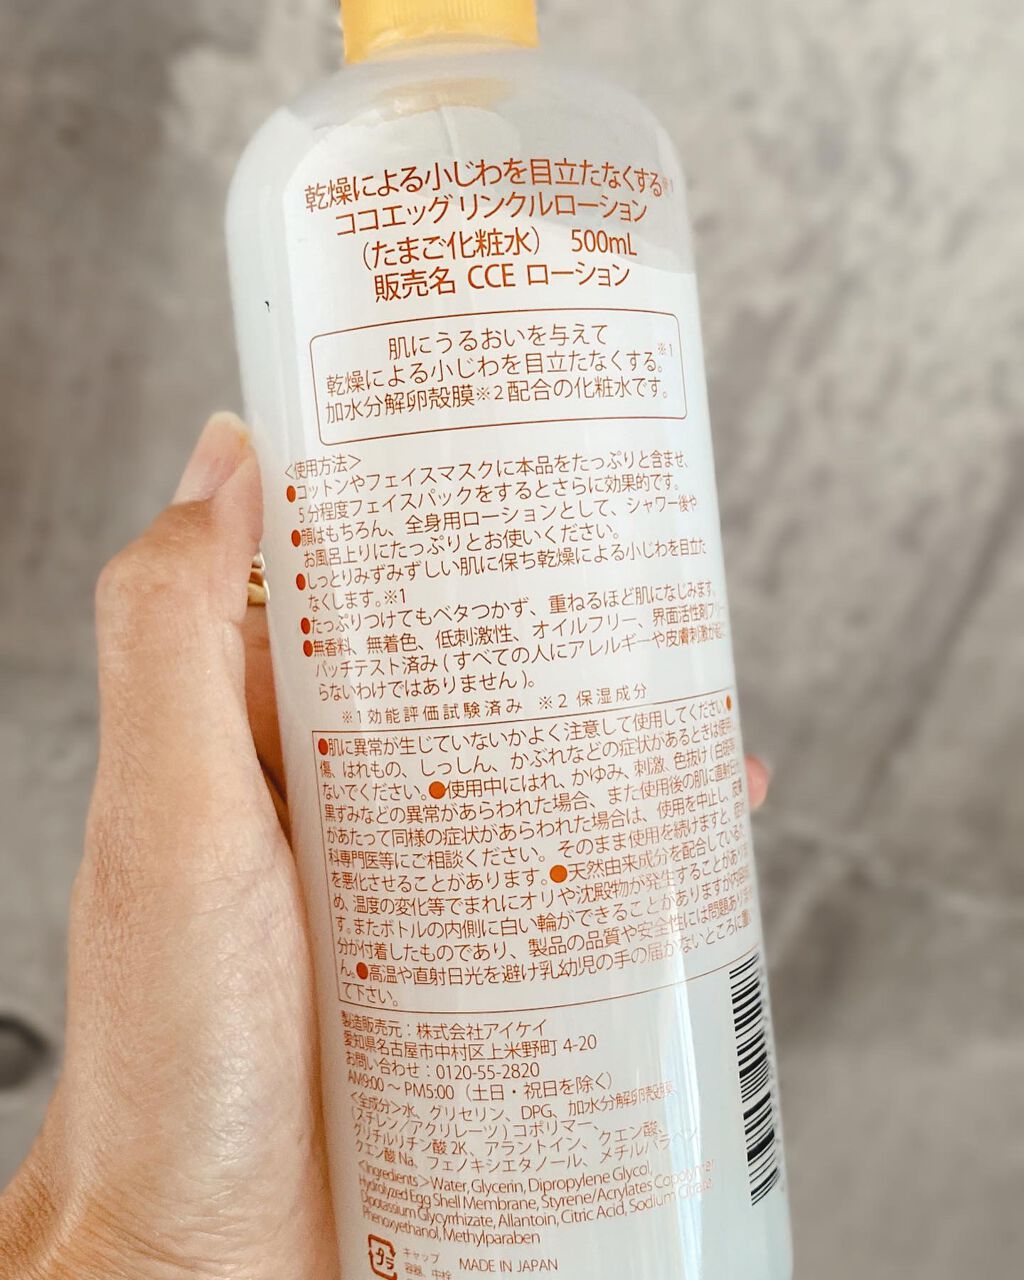 乾燥による小じわを目立たなくする※1
ココエッグ リンクルローション
（たまご化粧水） 500mL
販売名 CCE ローション
肌にうるおいを与えて
乾燥による小じわを目立たなくする。※1
加水分解卵殻膜※2配合の化粧水です。
＜使用方法＞
●コットンやフェイスマスクに本品をたっぷりと含ませ、
5分程度フェイスパックをするとさらに効果的です。
●顔はもちろん、全身用ローションとして、シャワー後や
お風呂上りにたっぷりとお使いください。
●しっとりみずみずしい肌に保ち乾燥による小じわを目立た
なくします。※1
●たっぷりつけてもベタつかず、重ねるほど肌になじみます。
●無香料、無着色、低刺激性、オイルフリー、界面活性剤フリー
パッチテスト済み(すべての人にアレルギーや皮膚刺激が起こ
らないわけではありません)。
※1 効能評価試験済み ※2 保湿成分
●肌に異常が生じていないかよく注意して使用してください。●
傷、はれもの、しっしん、かぶれなどの症状があるときは使用し
ないでください。●使用中にはれ、かゆみ、刺激、色抜け(白斑等)
黒ずみなどの異常があらわれた場合、また使用後の肌に直射日光
があたって同様の症状があらわれた場合は、使用を中止し、皮膚
科専門医等にご相談ください。そのまま使用を続けますと、症状
を悪化させることがあります。●天然由来成分を配合している
め、温度の変化等でまれにオリや沈殿物が発生することがありま
す。またボトルの内側に白い輪ができることがありますが内容成
分が付着したものであり、製品の品質や安全性には問題ありませ
ん。●高温や直射日光を避け乳幼児の手の届かないところに置い
て下さい。
製造販売元：株式会社アイケイ
愛知県名古屋市中村区上米野町 4-20
お問い合わせ：0120-55-2820
AM9:00 ～ PM5:00（土日・祝日を除く）
＜全成分＞水、グリセリン、DPG、加水分解卵殻膜、
(スチレン/アクリレーツ)コポリマー、
グリチルリチン酸 2K、アラントイン、クエン酸、
クエン酸 Na、フェノキシエタノール、メチルパラベン
＜Ingredients＞Water, Glycerin, Dipropylene Glycol,
Hydrolyzed Egg Shell Membrane, Styrene/Acrylates Copolymer
Dipotassium Glycyrrhizate, Allantoin, Citric Acid, Sodium Citrate,
Phenoxyethanol, Methylparaben
プラ
キャップ
容器、中栓
MADE IN JAPAN